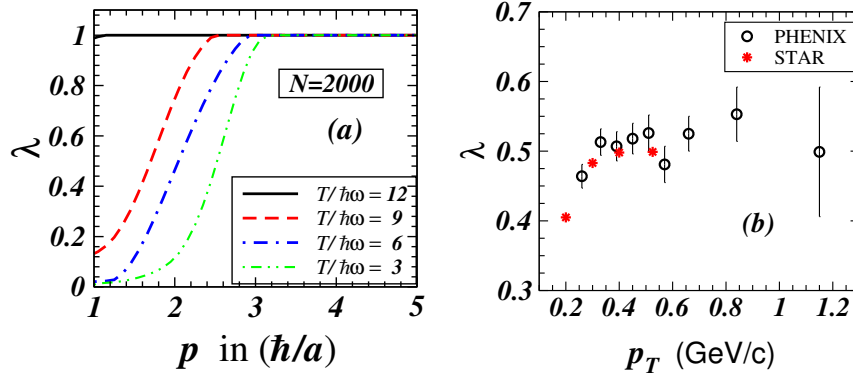 1
0.8
0.6
0.4
0.2
0
λ
N=2000
(a)
T/ħω = 12
T/ħω = 9
T/ħω = 6
T/ħω = 3
1 2 3 4 5
p in (ħ/a)
0.7
0.6
0.5
0.4
0.3
λ
PHENIX
STAR
(b)
0.2 0.4 0.6 0.8 1 1.2
p_T (GeV/c)